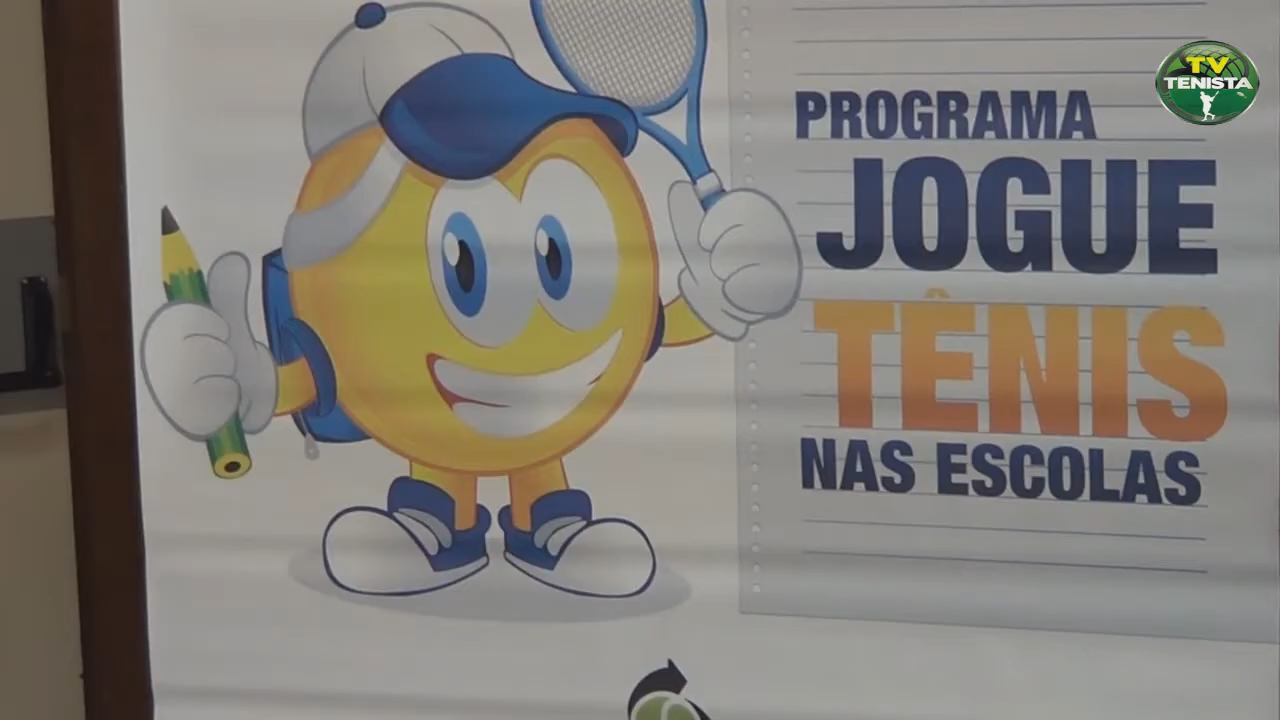 TV
TENISTA
PROGRAMA
JOGUE
TÊNIS
NAS ESCOLAS